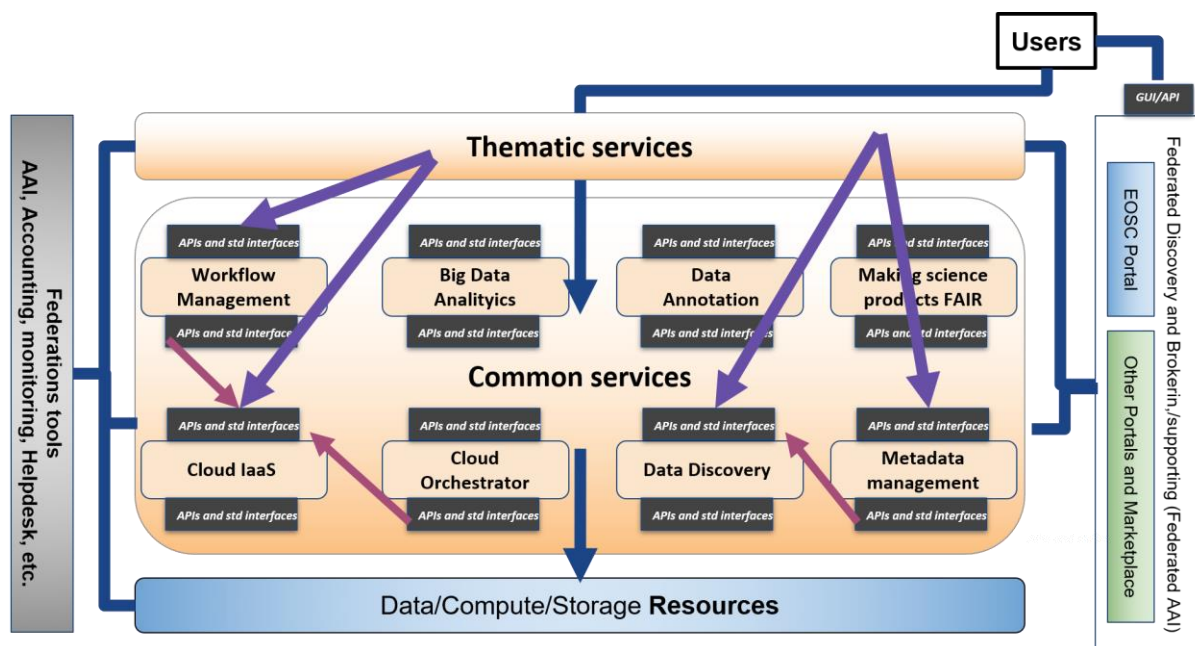 Users
GUI/API
Thematic services
APIs and std interfaces
APIs and std interfaces
APIs and std interfaces
APIs and std interfaces
Workflow
Management
Big Data
Analityics
Data
Annotation
Making science
products FAIR
APIs and std interfaces
APIs and std interfaces
APIs and std interfaces
APIs and std interfaces
Common services
APIs and std interfaces
APIs and std interfaces
APIs and std interfaces
APIs and std interfaces
Cloud IaaS
Cloud
Orchestrator
Data Discovery
Metadada
management
APIs and std interfaces
APIs and std interfaces
APIs and std interfaces
APIs and std interfaces
Data/Compute/Storage Resources
Federations tools
AAI, Accounting, monitoring, Helpdesk, etc.
Federated Discovery and Brokerin,/supporting (Federated AAI)
EOSC Portal
Other Portals and Marketplace